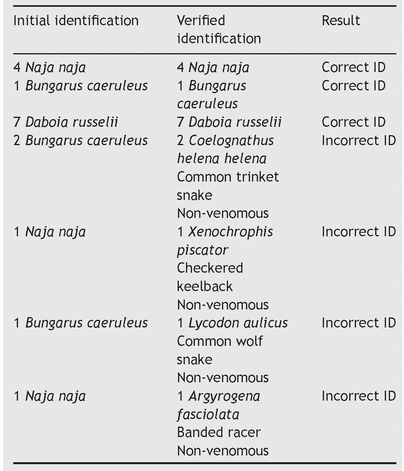 Initial identification Verified identification Result
4 Naja naja 4 Naja naja Correct ID
1 Bungarus caeruleus 1 Bungarus caeruleus Correct ID
7 Daboia russelii 7 Daboia russelii Correct ID
2 Bungarus caeruleus 2 Coelognathus Incorrect ID
helena helena
Common trinket
snake
Non-venomous
1 Naja naja 1 Xenochrophis Incorrect ID
piscator
Checkered
keelback
Non-venomous
1 Bungarus caeruleus 1 Lycodon aulicus Incorrect ID
Common wolf
snake
Non-venomous
1 Naja naja 1 Argyrogena Incorrect ID
fasciolata
Banded racer
Non-venomous